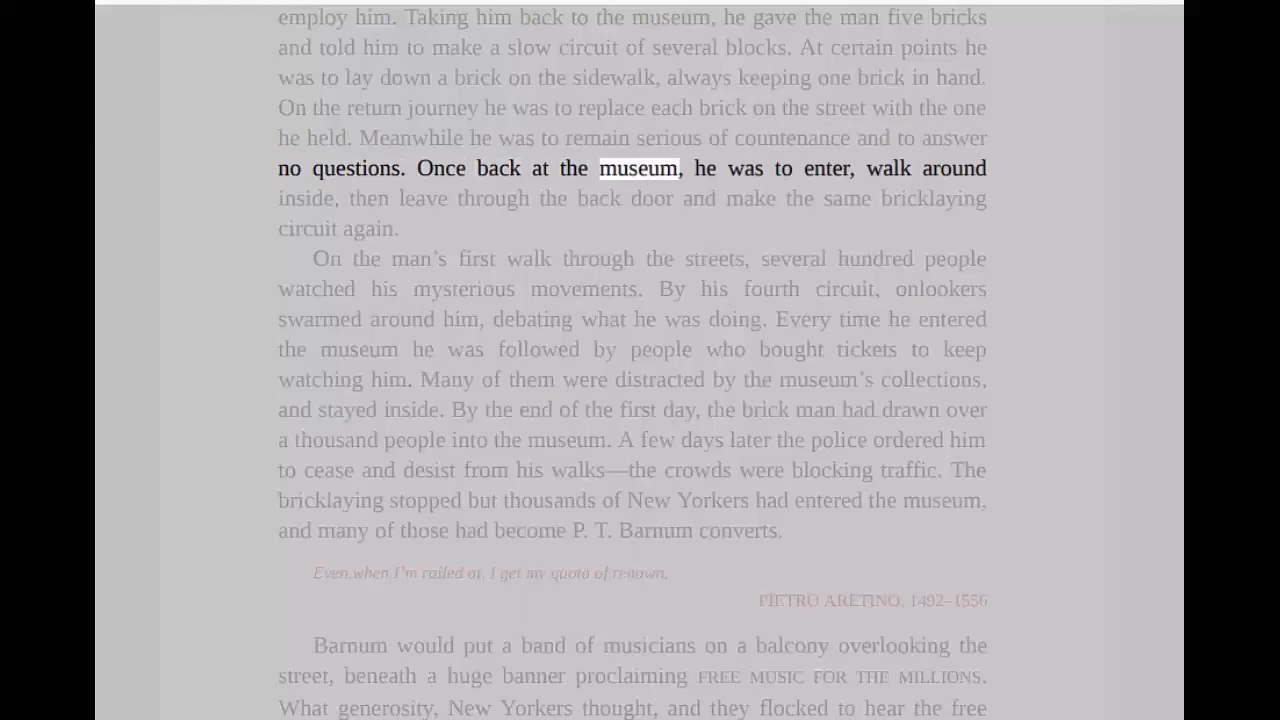 employ him. Taking him back to the museum, he gave the man five bricks
and told him to make a slow circuit of several blocks. At certain points he
was to lay down a brick on the sidewalk, always keeping one brick in hand.
On the return journey he was to replace each brick on the street with the one
he held. Meanwhile he was to remain serious of countenance and to answer
no questions. Once back at the museum, he was to enter, walk around
inside, then leave through the back door and make the same bricklaying
circuit again.
On the man’s first walk through the streets, several hundred people
watched his mysterious movements. By his fourth circuit, onlookers
swarmed around him, debating what he was doing. Every time he entered
the museum he was followed by people who bought tickets to keep
watching him. Many of them were distracted by the museum’s collections,
and stayed inside. By the end of the first day, the brick man had drawn over
a thousand people into the museum. A few days later the police ordered him
to cease and desist from his walks—the crowds were blocking traffic. The
bricklaying stopped but thousands of New Yorkers had entered the museum,
and many of those had become P. T. Barnum converts.
Even when I’m railed at, I get my quota of renown.
PIETRO ARETINO, 1492–1556
Barnum would put a band of musicians on a balcony overlooking the
street, beneath a huge banner proclaiming FREE MUSIC FOR THE MILLIONS.
What generosity, New Yorkers thought, and they flocked to hear the free